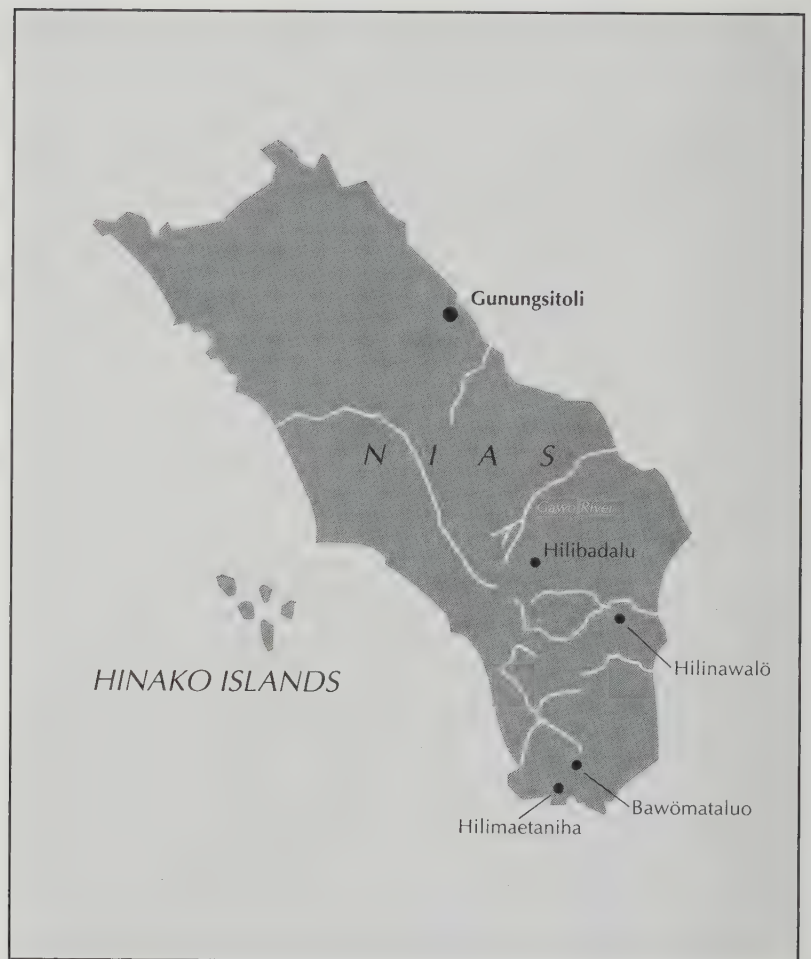 Gunungsitoli
N I A S
Gawo River
Hilibadalu
Hilinawalö
HINAKO ISLANDS
Bawömataluo
Hilimaetaniha